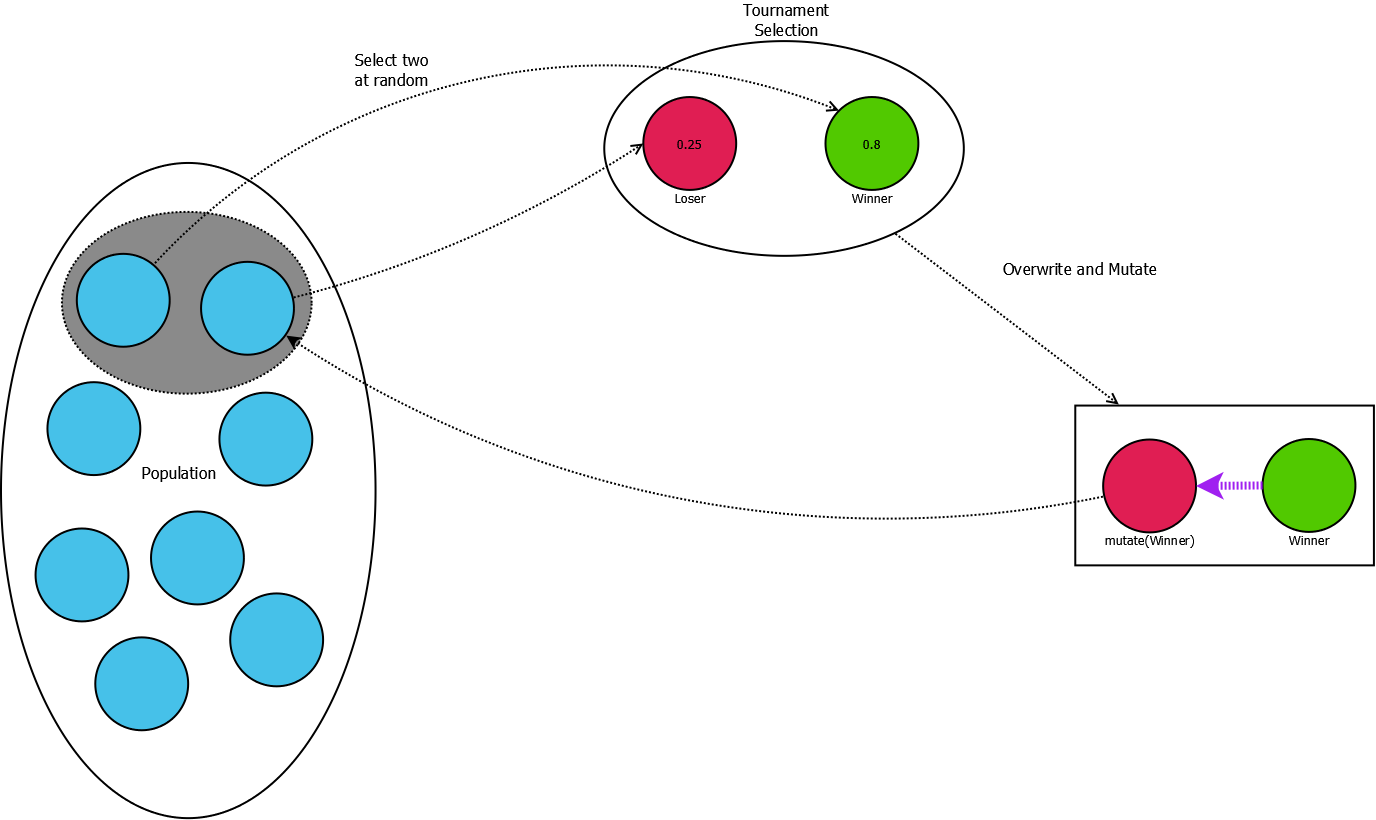 Tournament
Selection
Select two
at random
0.25
0.8
Loser
Winner
Overwrite and Mutate
Population
mutate(Winner)
Winner